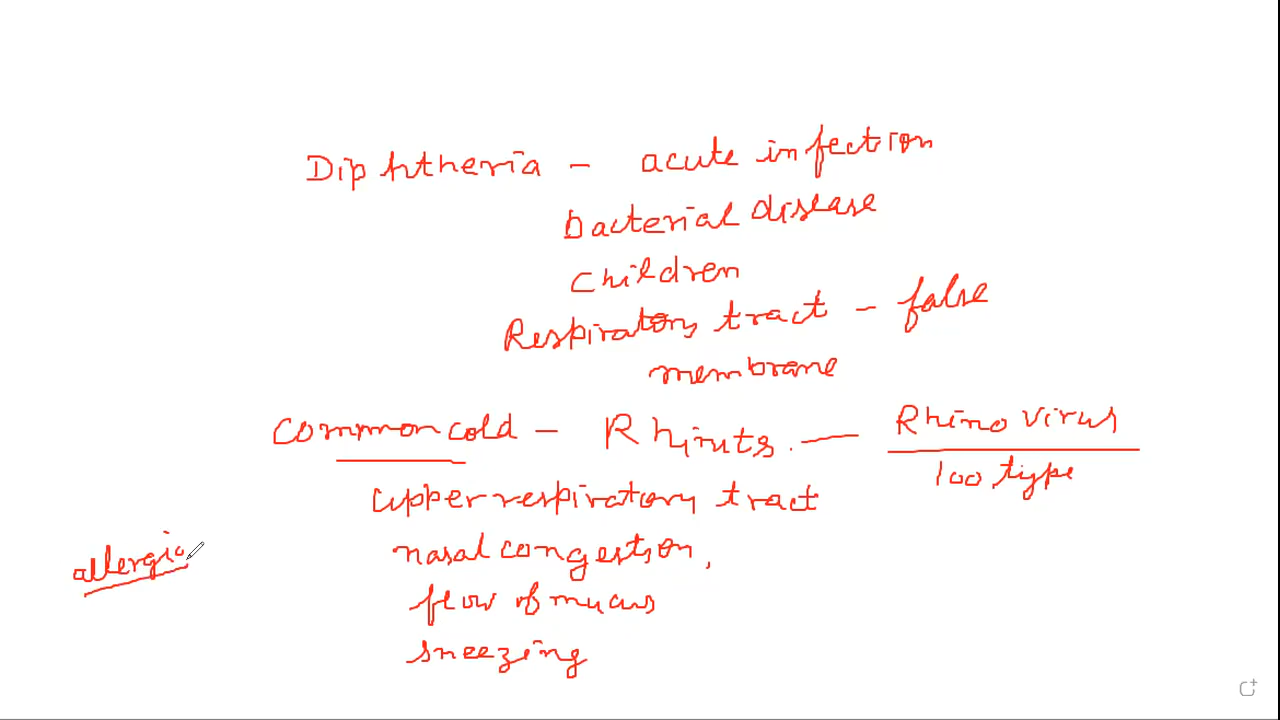 Diphtheria - acute infection
bacterial disease
children
Respiratory tract - false
membrane
Common cold - Rhinits. - Rhino virus
100 type
upper respiratory tract
nasal congestion,
flow of mucus
sneezing
allergic